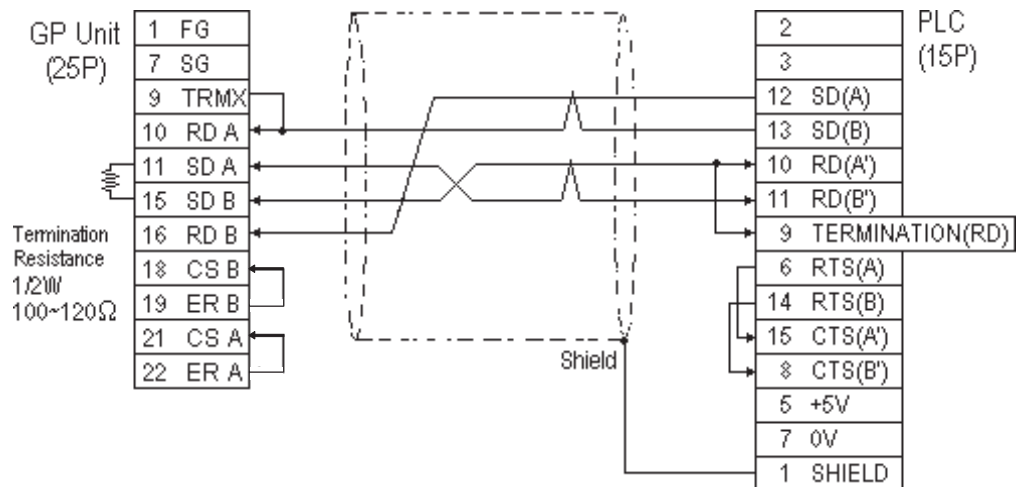 GP Unit
(25P)
1 FG
7 SG
9 TRMX
10 RD A
11 SD A
15 SD B
16 RD B
18 CS B
19 ER B
21 CS A
22 ER A
Termination
Resistance
1/2W
100~120Ω
Shield
PLC
(15P)
2
3
12 SD(A)
13 SD(B)
10 RD(A')
11 RD(B')
9 TERMINATION(RD)
6 RTS(A)
14 RTS(B)
15 CTS(A')
8 CTS(B')
5 +5V
7 0V
1 SHIELD